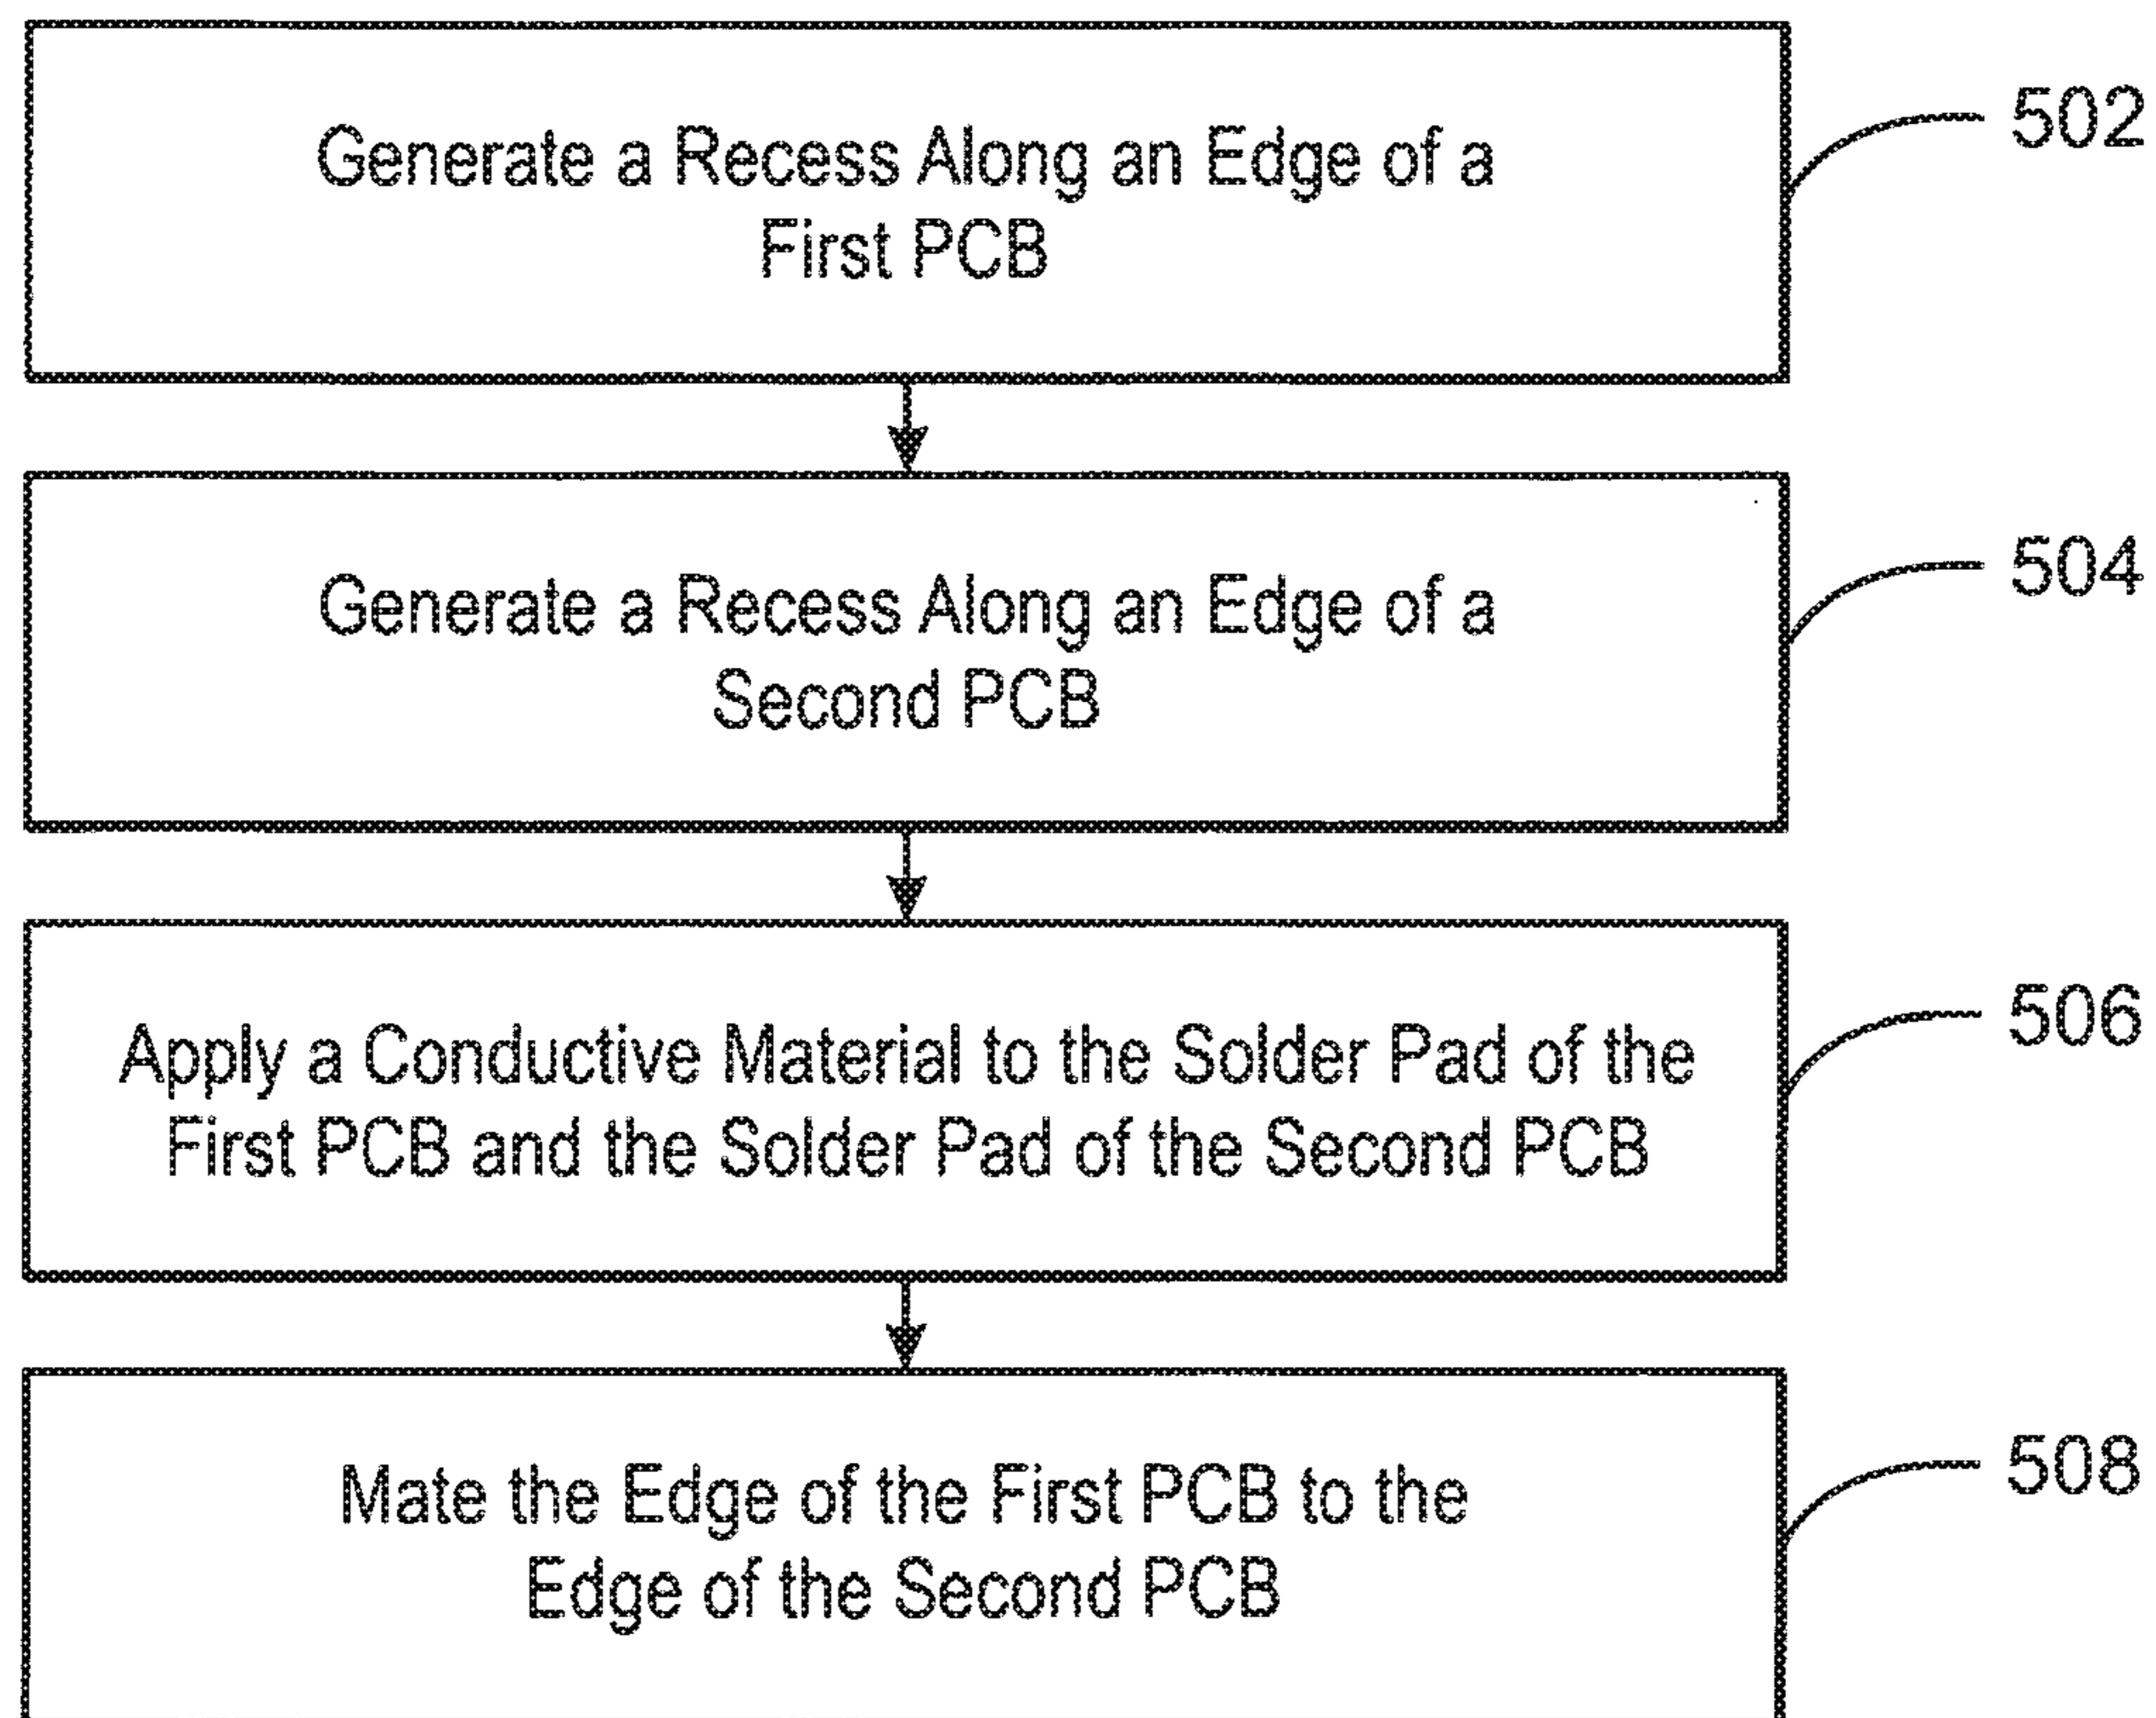 Generate a Recess Along an Edge of a
First PCB
502
Generate a Recess Along an Edge of a
Second PCB
504
Apply a Conductive Material to the Solder Pad of the
First PCB and the Solder Pad of the Second PCB
506
Mate the Edge of the First PCB to the
Edge of the Second PCB
508